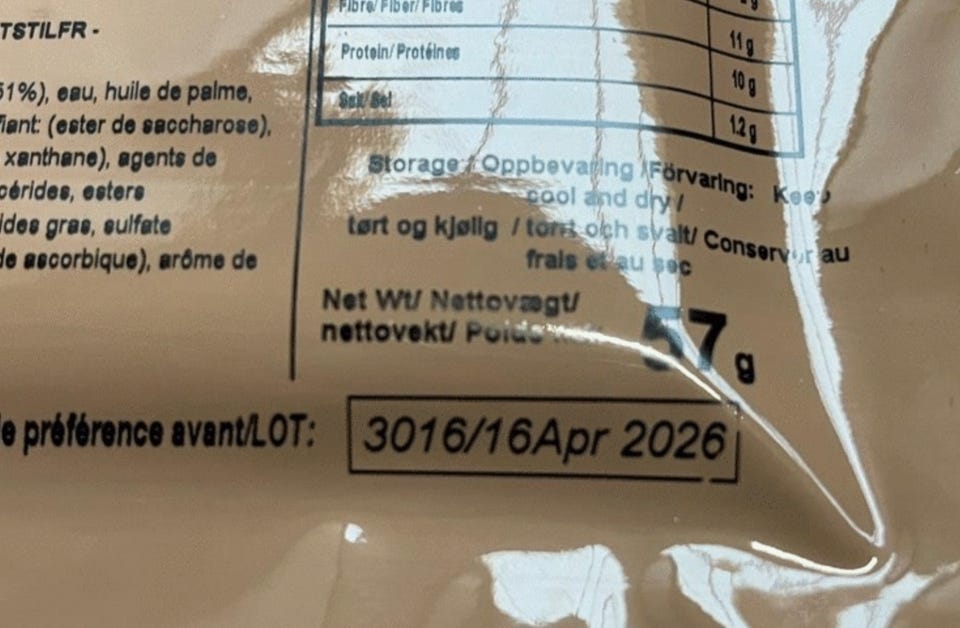 TSTILFR -
51%), eau, huile de palme,
fiant: (ester de saccharose),
xanthane), agents de
cérides, esters
ides gras, sulfate
de ascorbique), arôme de
Fibre/ Fiber/ Fibres
g
Protein/ Protéines
11 g
10 g
Salt/ Sel
1.2 g
Storage / Oppbevaring /Förvaring: Keep
cool and dry /
tørt og kjølig / torrt och svalt/ Conserver au
frais et au sec
Net Wt/ Nettovægt/
nettovekt/ Poids
57 g
e préférence avant/LOT:
3016/16Apr 2026